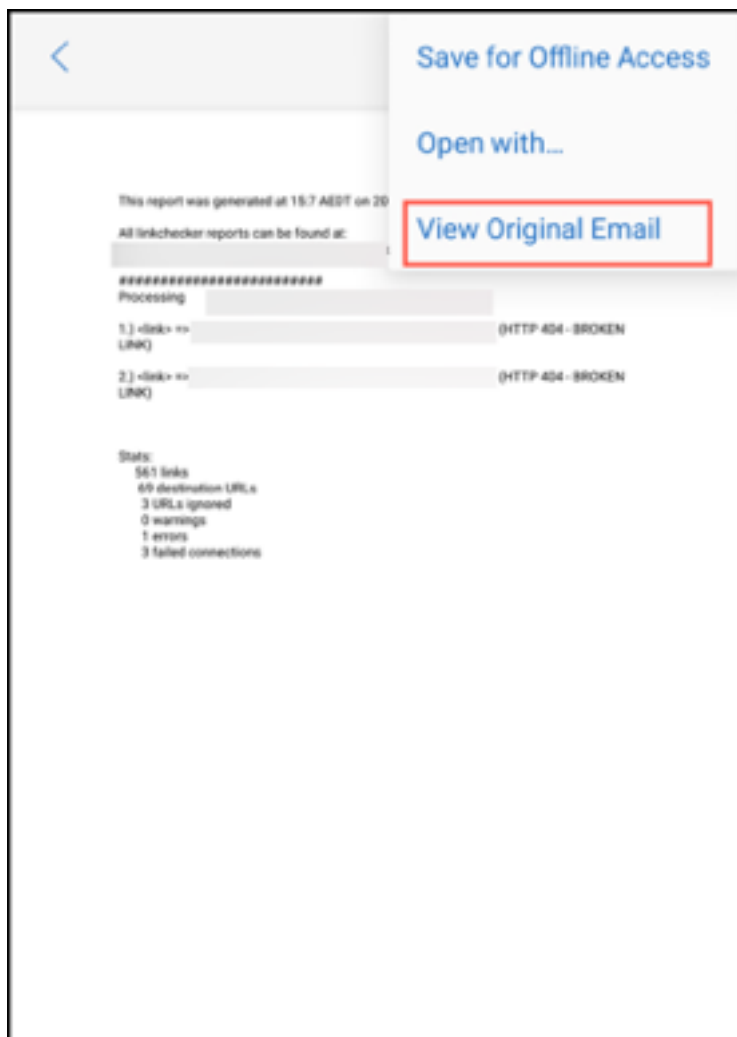 Save for Offline Access
Open with...
View Original Email
This report was generated at 15:7 AEDT on 20
All linkchecker reports can be found at:
#########################
Processing
1.) <link> =>
(HTTP 404 - BROKEN
LINK)
2.) <link> =>
(HTTP 404 - BROKEN
LINK)
Stats:
561 links
69 destination URLs
3 URLs ignored
0 warnings
1 errors
3 failed connections